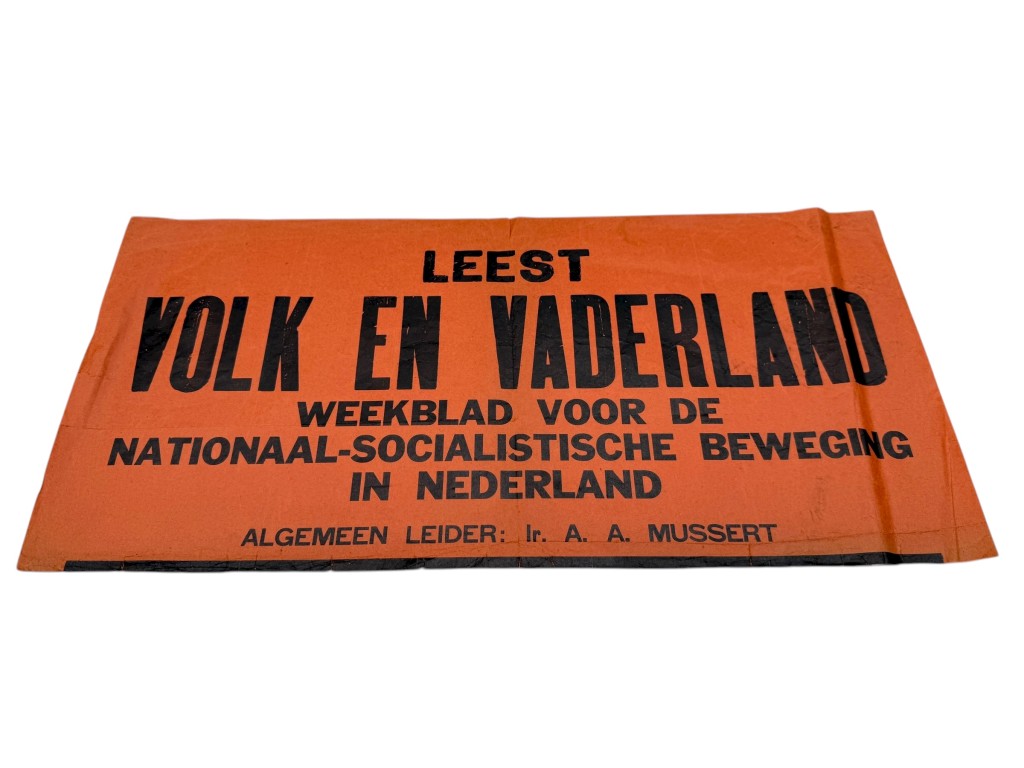 LEEST
VOLK EN VADERLAND
WEEKBLAD VOOR DE
NATIONAAL-SOCIALISTISCHE BEWEGING
IN NEDERLAND
ALGEMEEN LEIDER: Ir. A. A. MUSSERT